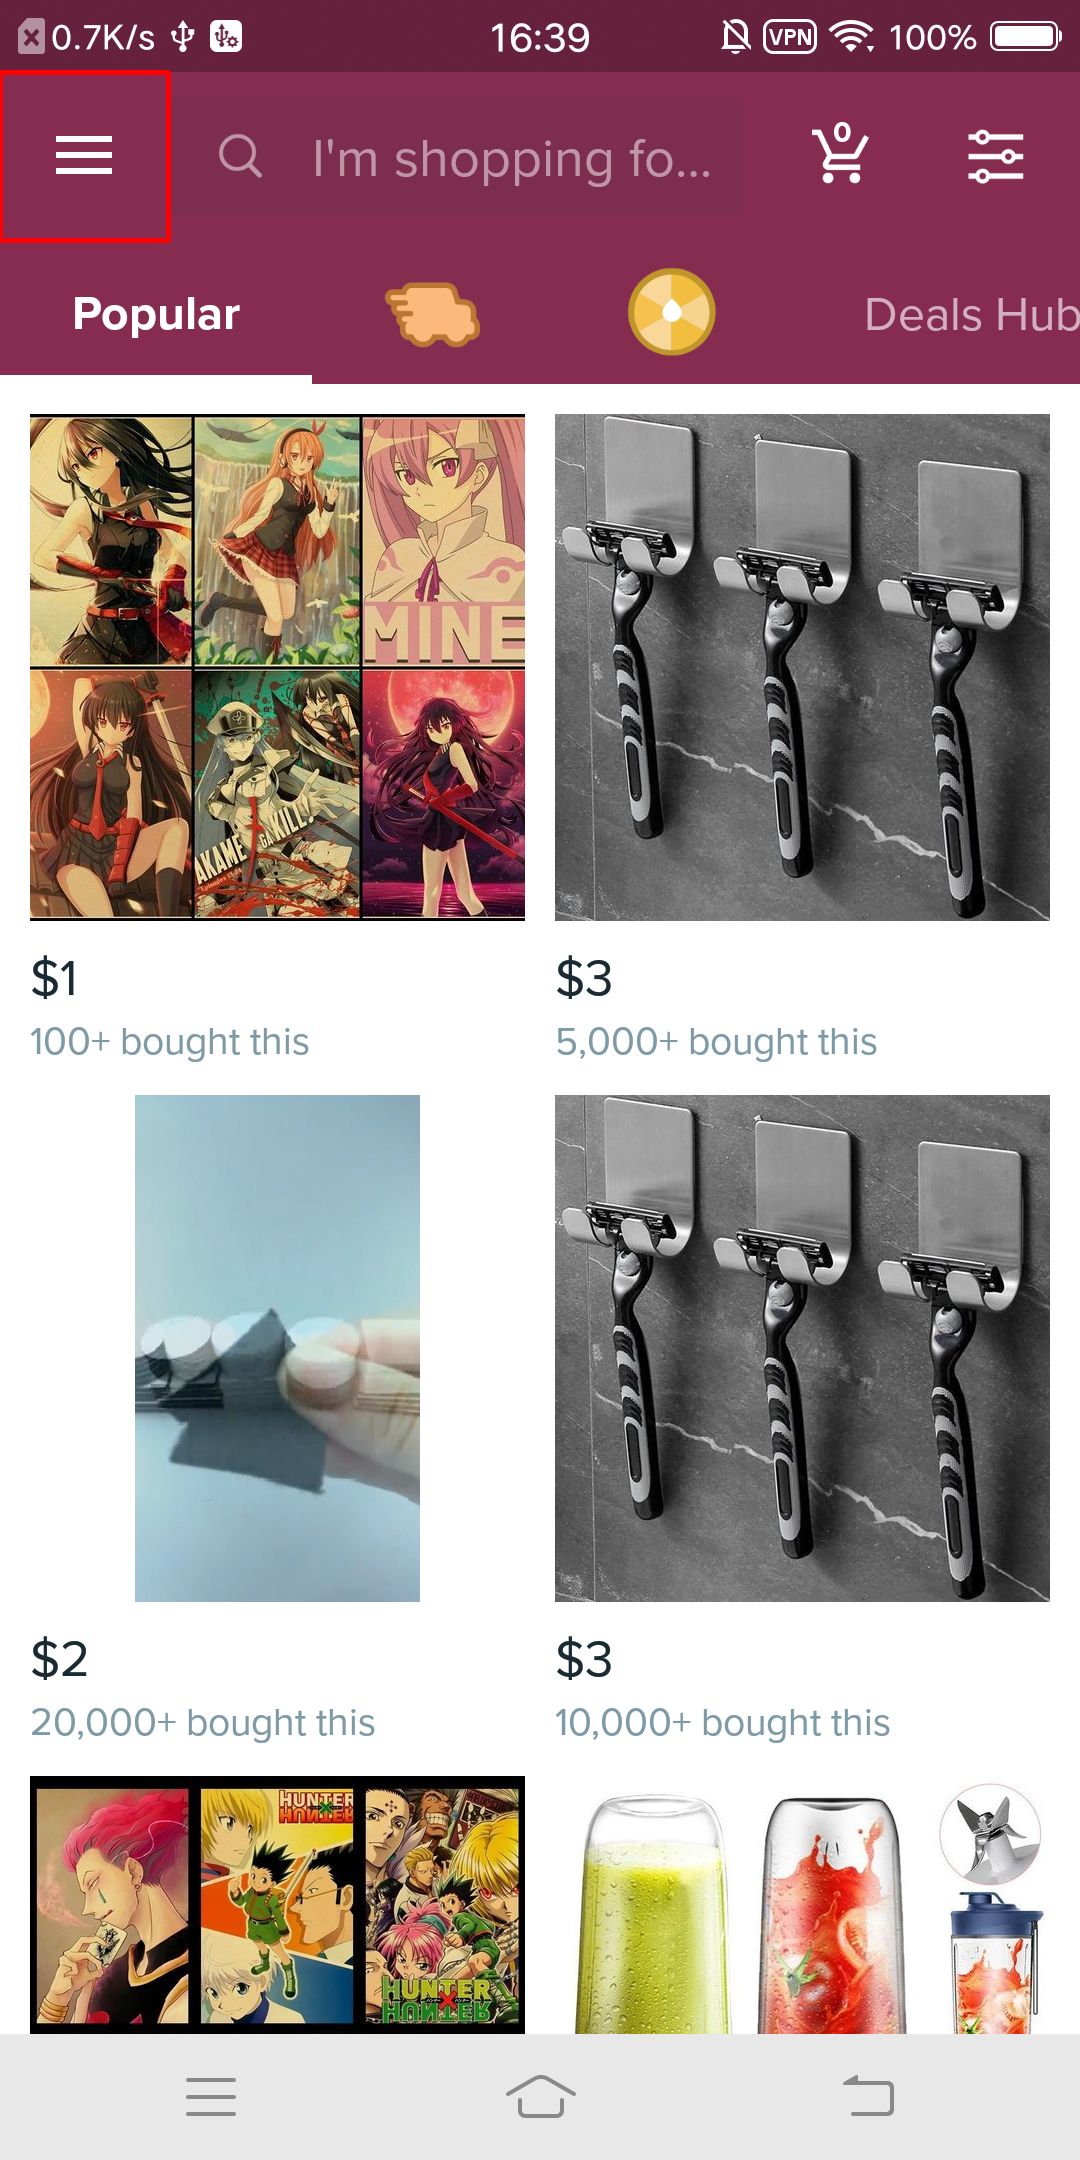 0.7K/s
16:39
VPN
100%
I'm shopping fo...
0
Popular
Deals Hub
MINE
AKAME GA KILL!
$1
$3
100+ bought this
5,000+ bought this
$2
$3
20,000+ bought this
10,000+ bought this
HUNTER
HUNTER
HUNTER
HUNTER